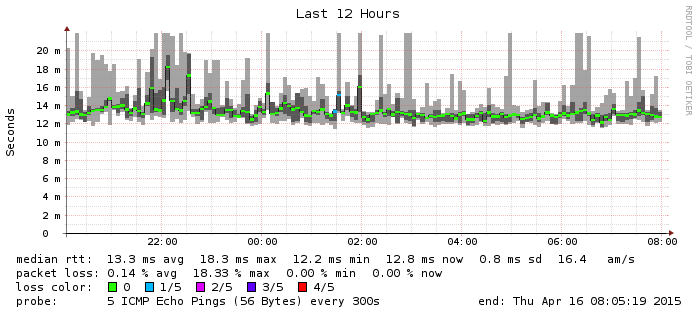 Last 12 Hours
RRDTOOL / TOBI OETIKER
Seconds
20 m
18 m
16 m
14 m
12 m
10 m
8 m
6 m
4 m
2 m
0
22:00 00:00 02:00 04:00 06:00 08:00
median rtt: 13.3 ms avg 18.3 ms max 12.2 ms min 12.8 ms now 0.8 ms sd 16.4 am/s
packet loss: 0.14 % avg 18.33 % max 0.00 % min 0.00 % now
loss color: 0 1/5 2/5 3/5 4/5
probe: 5 ICMP Echo Pings (56 Bytes) every 300s end: Thu Apr 16 08:05:19 2015